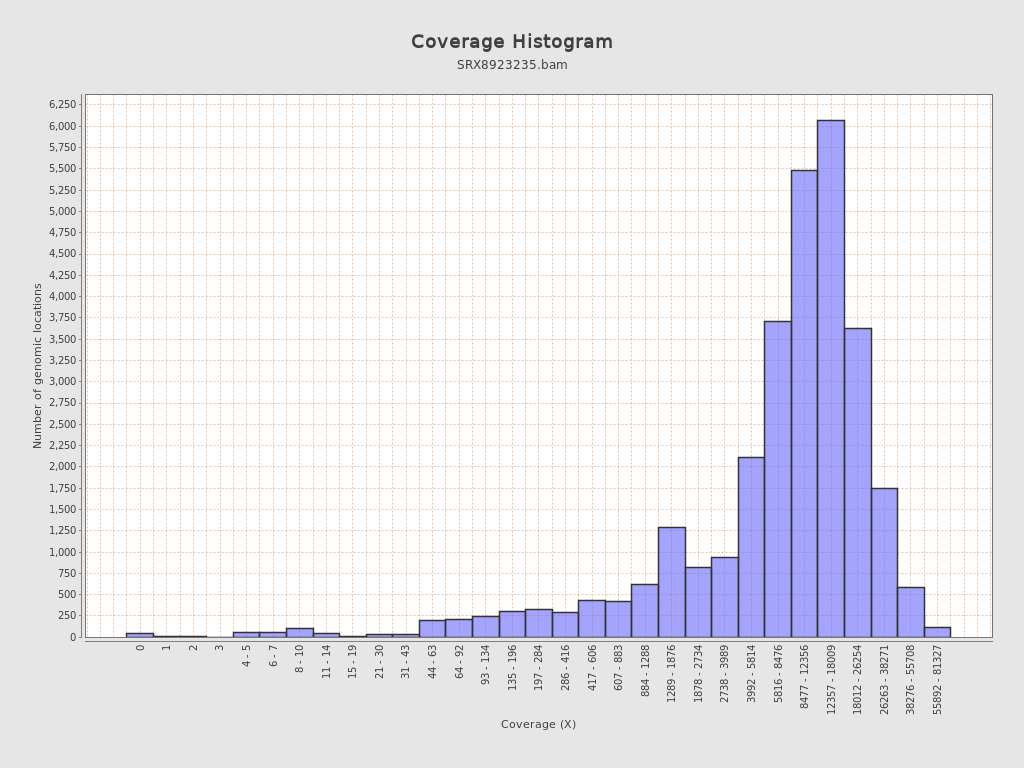 Coverage Histogram
SRX8923235.bam
Number of genomic locations
6,250
6,000
5,750
5,500
5,250
5,000
4,750
4,500
4,250
4,000
3,750
3,500
3,250
3,000
2,750
2,500
2,250
2,000
1,750
1,500
1,250
1,000
750
500
250
0
0
1
2
3
4 - 5
6 - 7
8 - 10
11 - 14
15 - 19
21 - 30
31 - 43
44 - 63
64 - 92
93 - 134
135 - 196
197 - 284
286 - 416
417 - 606
607 - 883
884 - 1288
1289 - 1876
1878 - 2734
2738 - 3989
3992 - 5814
5816 - 8476
8477 - 12356
12357 - 18009
18012 - 26254
26263 - 38271
38276 - 55708
55892 - 81327
Coverage (X)